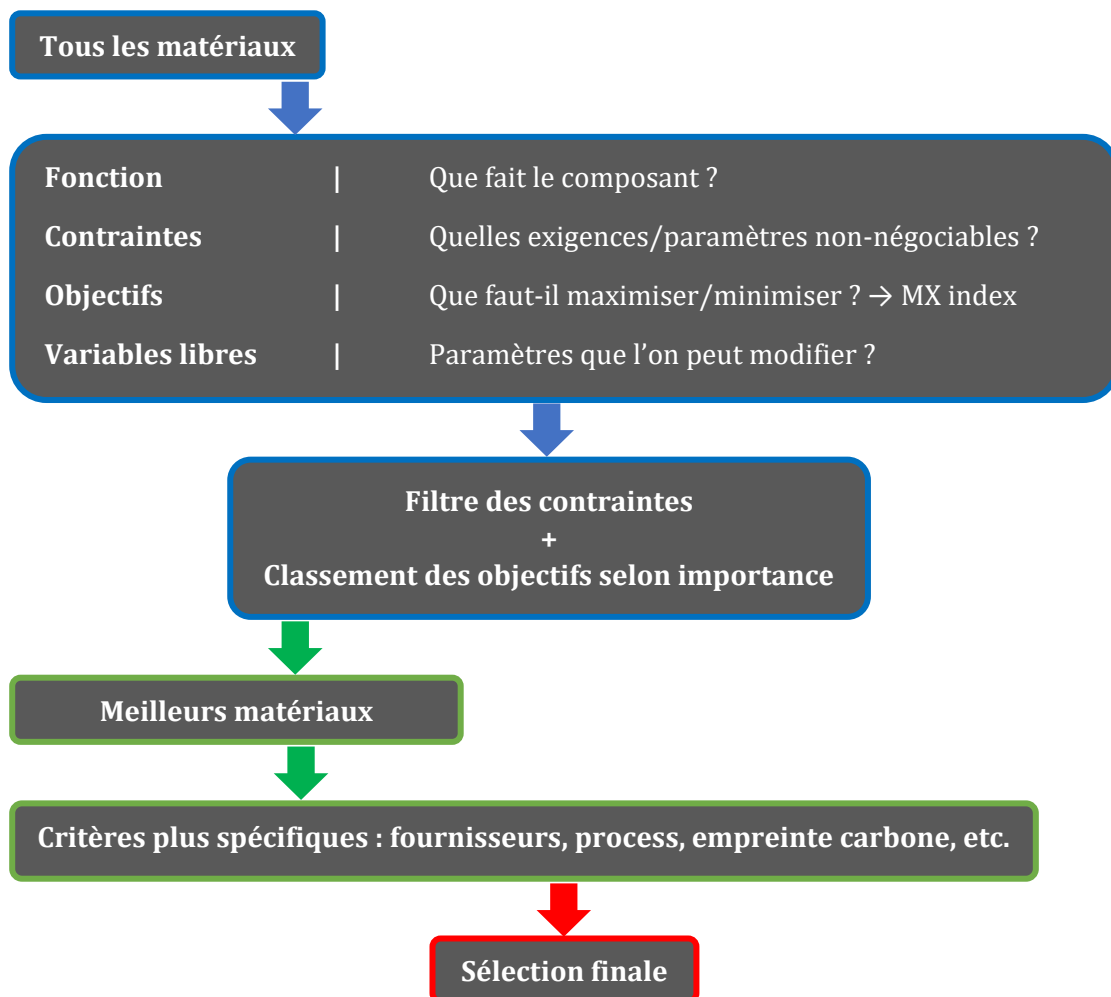 Tous les matériaux
Fonction | Que fait le composant ?
Contraintes | Quelles exigences/paramètres non-négociables ?
Objectifs | Que faut-il maximiser/minimiser ? → MX index
Variables libres | Paramètres que l’on peut modifier ?
Filtre des contraintes
+
Classement des objectifs selon importance
Meilleurs matériaux
Critères plus spécifiques : fournisseurs, process, empreinte carbone, etc.
Sélection finale